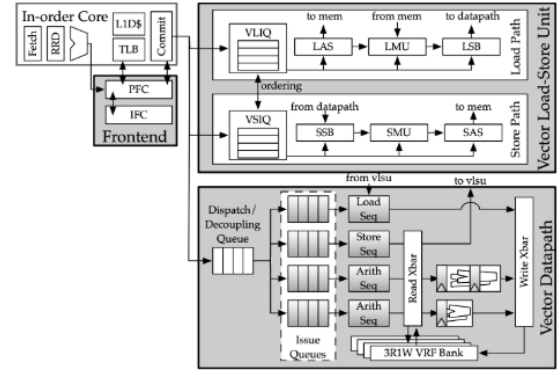 In-order Core
Fetch
RRD
L1D$
TLB
Commit
PFC
IFC
Frontend
to mem
from mem
to datapath
VLIQ
LAS
LMU
LSB
Load Path
ordering
from datapath
to mem
VSIQ
SSB
SMU
SAS
Store Path
Vector Load-Store Unit
from vlsu
to vlsu
Dispatch/
Decoupling
Queue
Load
Seq
Store
Seq
Arith
Seq
Arith
Seq
Issue
Queues
Read Xbar
Write Xbar
3R1W VRF Bank
Vector Datapath